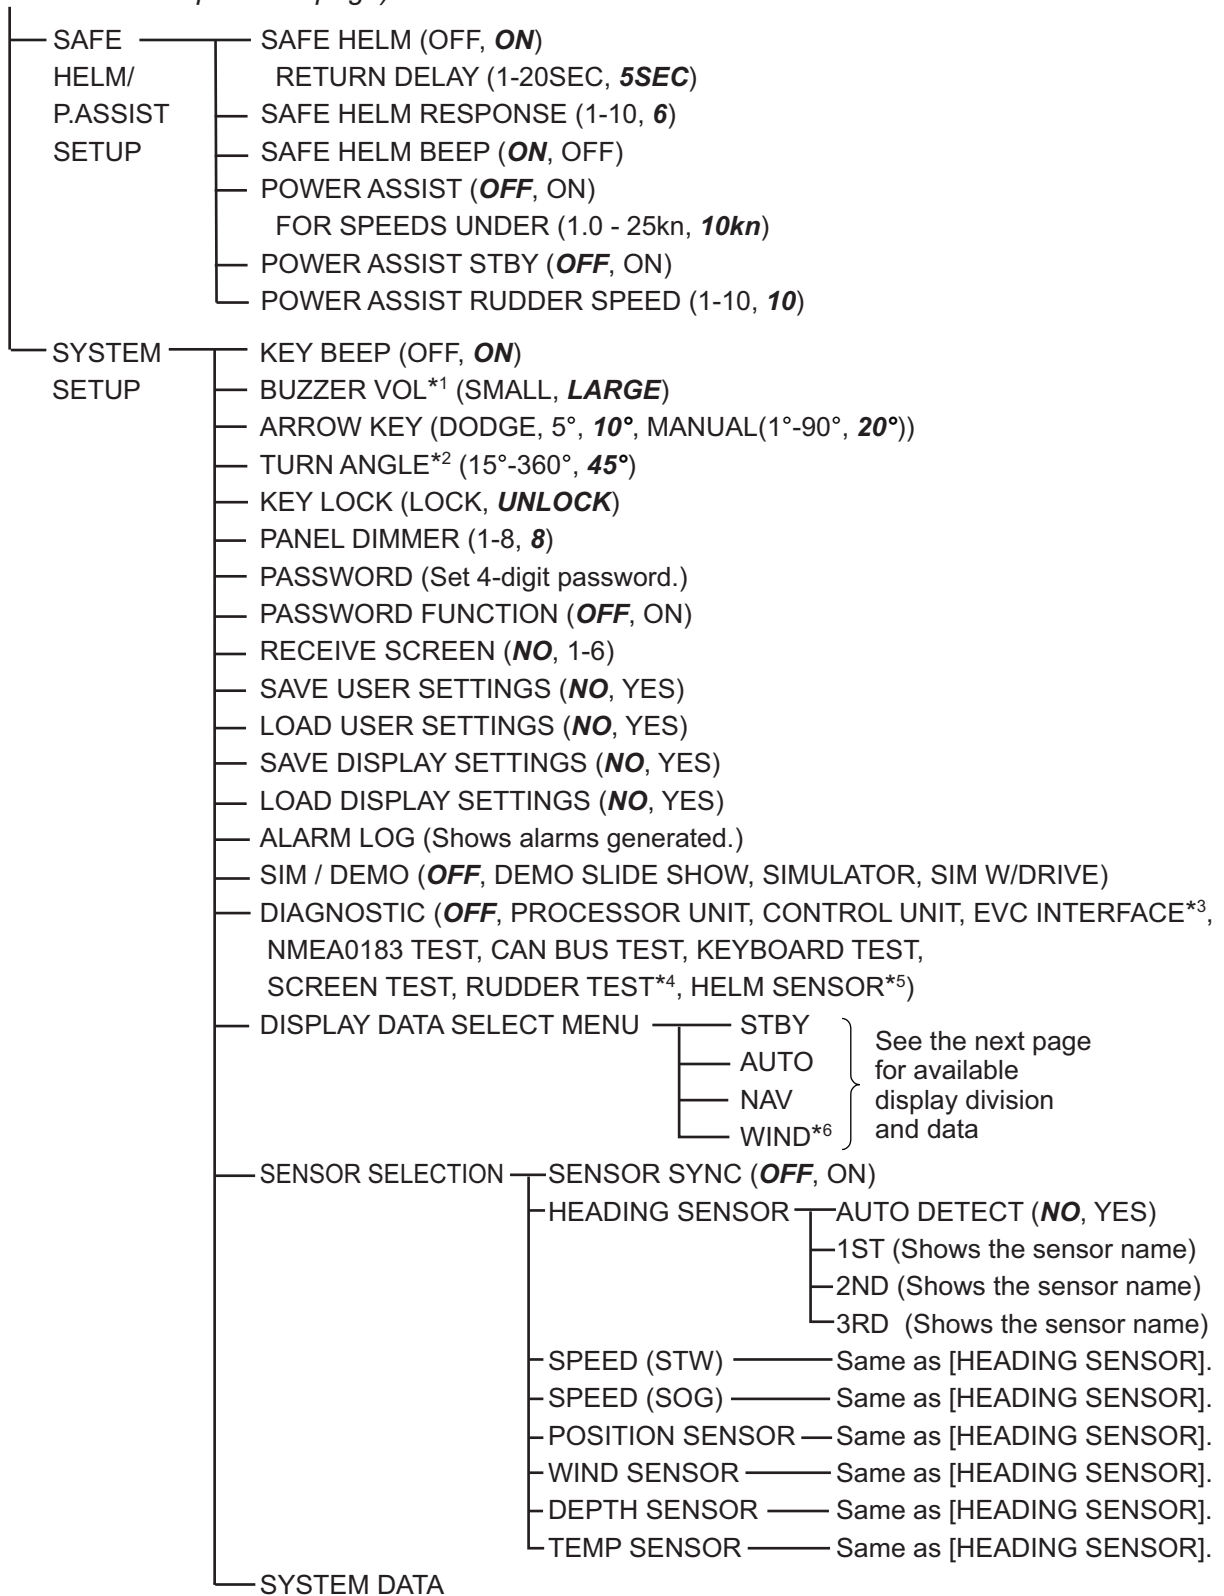 SAFE HELM/ P.ASSIST SETUP
SAFE HELM (OFF, ON)
RETURN DELAY (1-20SEC, 5SEC)
SAFE HELM RESPONSE (1-10, 6)
SAFE HELM BEEP (ON, OFF)
POWER ASSIST (OFF, ON)
FOR SPEEDS UNDER (1.0 - 25kn, 10kn)
POWER ASSIST STBY (OFF, ON)
POWER ASSIST RUDDER SPEED (1-10, 10)
SYSTEM SETUP
KEY BEEP (OFF, ON)
BUZZER VOL*1 (SMALL, LARGE)
ARROW KEY (DODGE, 5°, 10°, MANUAL(1°-90°, 20°))
TURN ANGLE*2 (15°-360°, 45°)
KEY LOCK (LOCK, UNLOCK)
PANEL DIMMER (1-8, 8)
PASSWORD (Set 4-digit password.)
PASSWORD FUNCTION (OFF, ON)
RECEIVE SCREEN (NO, 1-6)
SAVE USER SETTINGS (NO, YES)
LOAD USER SETTINGS (NO, YES)
SAVE DISPLAY SETTINGS (NO, YES)
LOAD DISPLAY SETTINGS (NO, YES)
ALARM LOG (Shows alarms generated.)
SIM / DEMO (OFF, DEMO SLIDE SHOW, SIMULATOR, SIM W/DRIVE)
DIAGNOSTIC (OFF, PROCESSOR UNIT, CONTROL UNIT, EVC INTERFACE*3,
NMEA0183 TEST, CAN BUS TEST, KEYBOARD TEST,
SCREEN TEST, RUDDER TEST*4, HELM SENSOR*5)
DISPLAY DATA SELECT MENU
STBY
AUTO
NAV
WIND*6
See the next page
for available
display division
and data
SENSOR SELECTION
SENSOR SYNC (OFF, ON)
HEADING SENSOR
AUTO DETECT (NO, YES)
1ST (Shows the sensor name)
2ND (Shows the sensor name)
3RD (Shows the sensor name)
SPEED (STW) Same as [HEADING SENSOR].
SPEED (SOG) Same as [HEADING SENSOR].
POSITION SENSOR Same as [HEADING SENSOR].
WIND SENSOR Same as [HEADING SENSOR].
DEPTH SENSOR Same as [HEADING SENSOR].
TEMP SENSOR Same as [HEADING SENSOR].
SYSTEM DATA